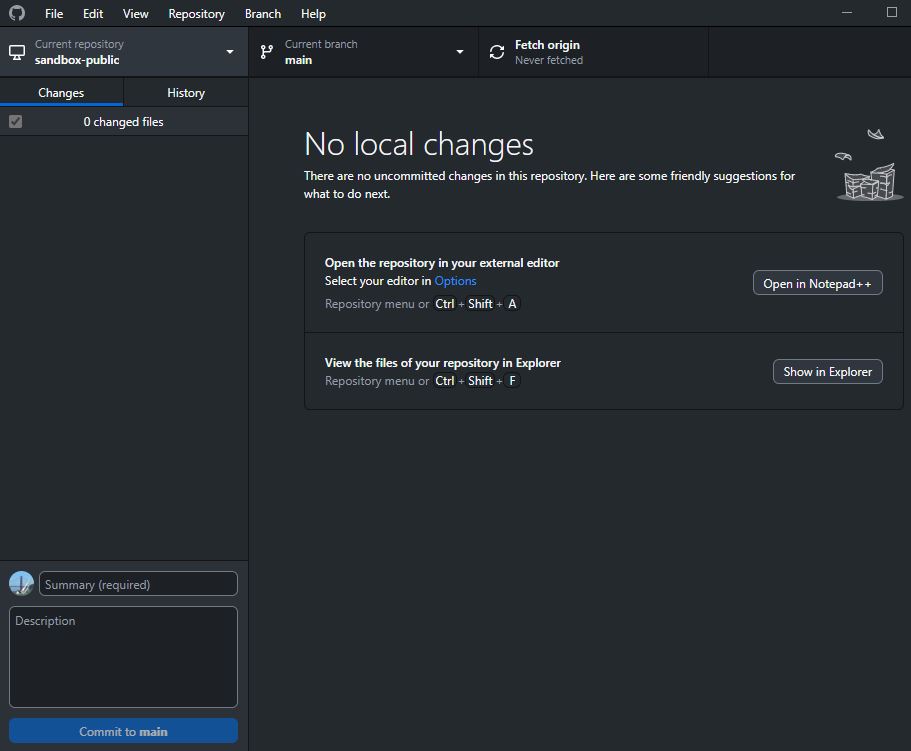 File Edit View Repository Branch Help
Current repository
sandbox-public
Current branch
main
Fetch origin
Never fetched
Changes
History
0 changed files
No local changes
There are no uncommitted changes in this repository. Here are some friendly suggestions for
what to do next.
Open the repository in your external editor
Select your editor in Options
Repository menu or Ctrl + Shift + A
Open in Notepad++
View the files of your repository in Explorer
Repository menu or Ctrl + Shift + F
Show in Explorer
Summary (required)
Description
Commit to main